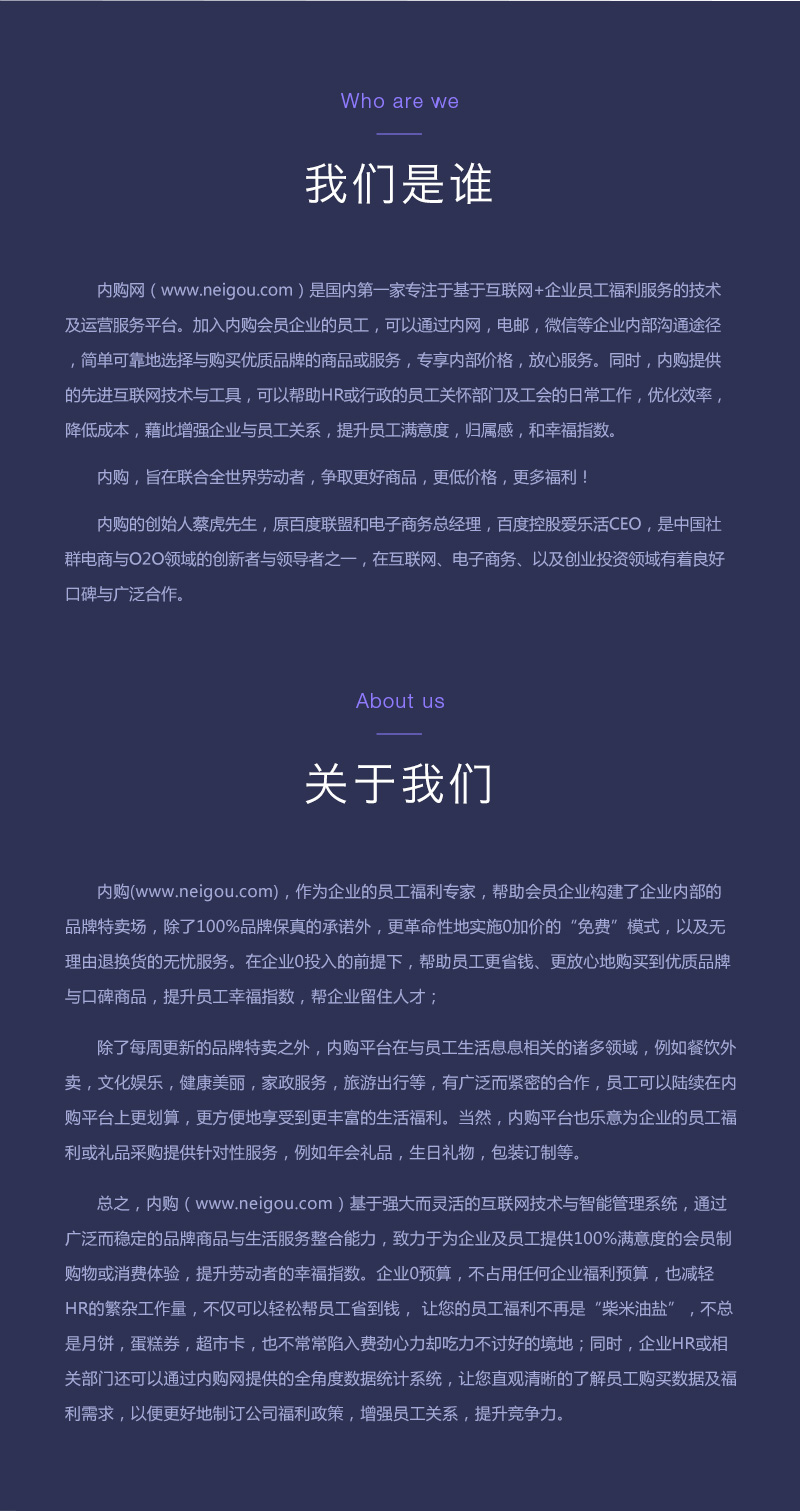 Who are we
我们是谁
内购网（www.neigou.com）是国内第一家专注于基于互联网+企业员工福利服务的技术
及运营服务平台。加入内购会员企业的员工，可以通过内网，电邮，微信等企业内部沟通途径
，简单可靠地选择与购买优质品牌的商品或服务，专享内部价格，放心服务。同时，内购提供
的先进互联网技术与工具，可以帮助HR或行政的员工关怀部门及工会的日常工作，优化效率，
降低成本，藉此增强企业与员工关系，提升员工满意度，归属感，和幸福指数。
内购，旨在联合全世界劳动者，争取更好商品，更低价格，更多福利！
内购的创始人蔡虎先生，原百度联盟和电子商务总经理，百度控股爱乐活CEO，是中国社
群电商与O2O领域的创新者与领导者之一，在互联网、电子商务、以及创业投资领域有着良好
口碑与广泛合作。
About us
关于我们
内购(www.neigou.com)，作为企业的员工福利专家，帮助会员企业构建了企业内部的
品牌特卖场，除了100%品牌保真的承诺外，更革命性地实施0加价的“免费”模式，以及无
理由退换货的无忧服务。在企业0投入的前提下，帮助员工更省钱、更放心地购买到优质品牌
与口碑商品，提升员工幸福指数，帮企业留住人才；
除了每周更新的品牌特卖之外，内购平台在与员工生活息息相关的诸多领域，例如餐饮外
卖，文化娱乐，健康美丽，家政服务，旅游出行等，有广泛而紧密的合作，员工可以陆续在内
购平台上更划算，更方便地享受到更丰富的生活福利。当然，内购平台也乐意为企业的员工福
利或礼品采购提供针对性服务，例如年会礼品，生日礼物，包装订制等。
总之，内购（www.neigou.com）基于强大而灵活的互联网技术与智能管理系统，通过
广泛而稳定的品牌商品与生活服务整合能力，致力于为企业及员工提供100%满意度的会员制
购物或消费体验，提升劳动者的幸福指数。企业0预算，不占用任何企业福利预算，也减轻
HR的繁杂工作量，不仅可以轻松帮员工省到钱， 让您的员工福利不再是“柴米油盐”，不总
是月饼，蛋糕券，超市卡，也不常常陷入费劲心力却吃力不讨好的境地；同时，企业HR或相
关部门还可以通过内购网提供的全角度数据统计系统，让您直观清晰的了解员工购买数据及福
利需求，以便更好地制订公司福利政策，增强员工关系，提升竞争力。